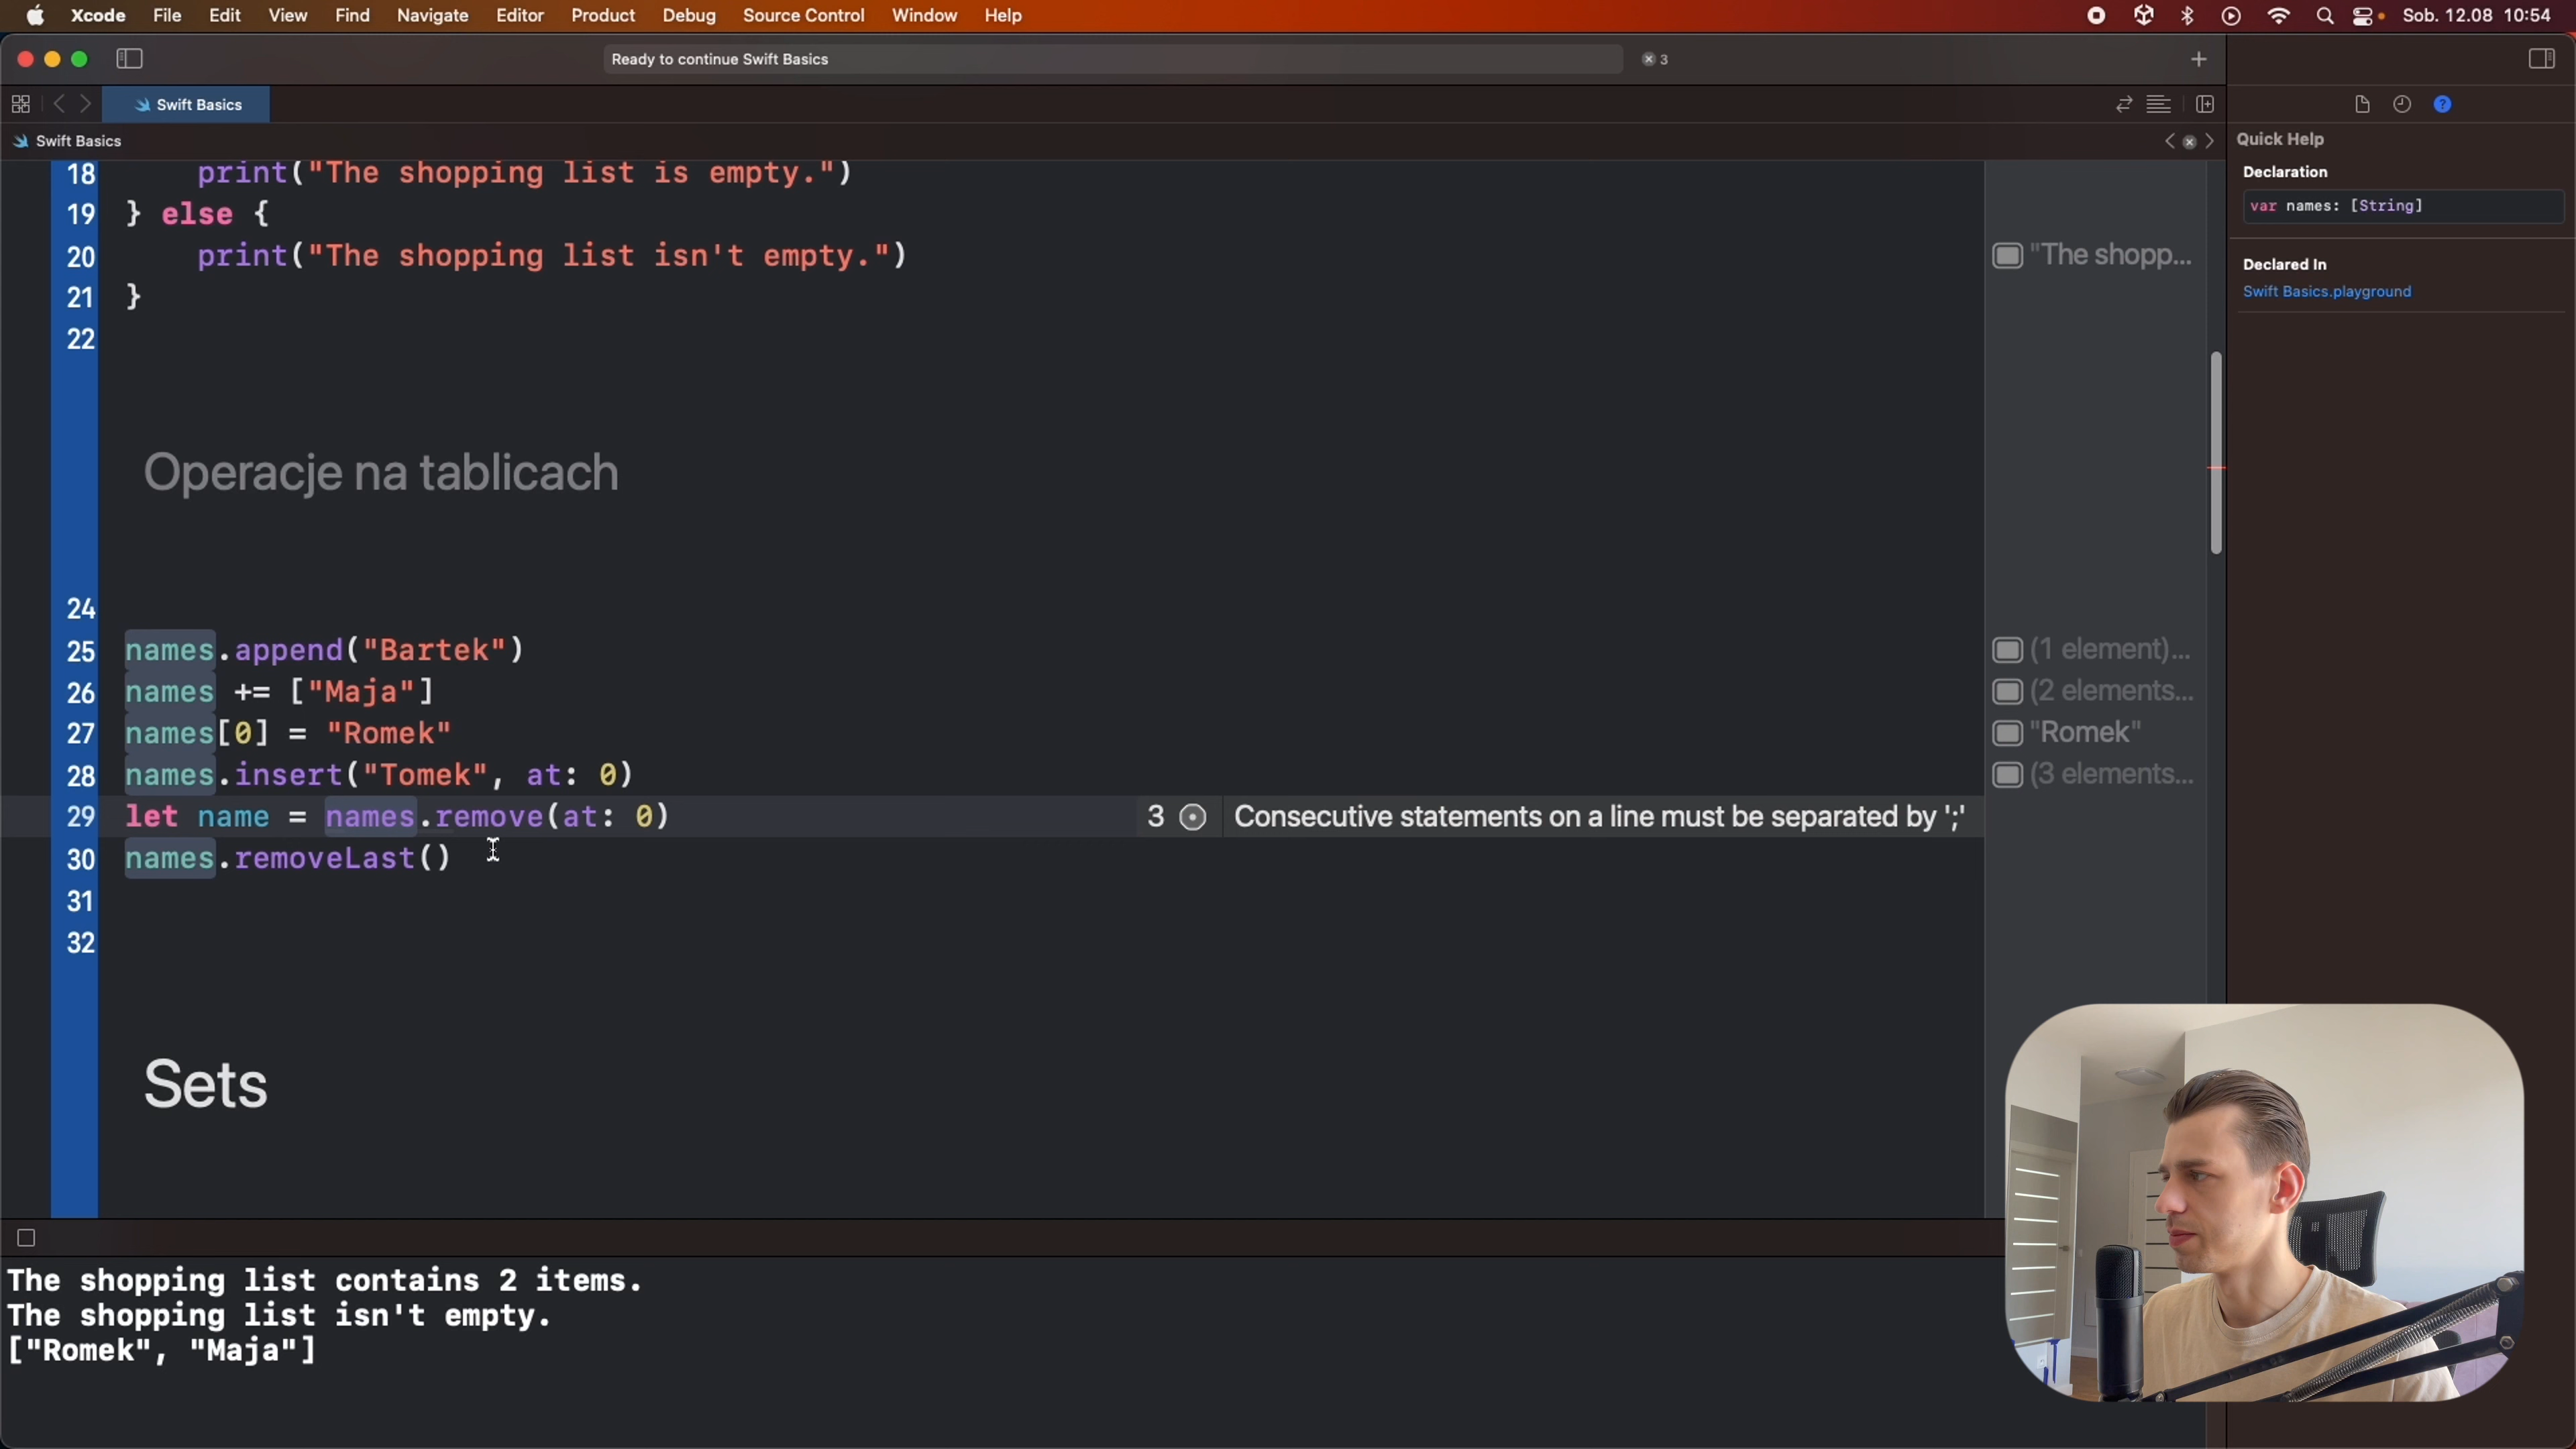 Xcode File Edit View Find Navigate Editor Product Debug Source Control Window Help Sob. 12.08 10:54
Ready to continue Swift Basics 3
Swift Basics
Swift Basics
Quick Help
Declaration
var names: [String]
Declared In
Swift Basics.playground
18 print("The shopping list is empty.")
19 } else {
20 print("The shopping list isn't empty.") "The shopp...
21 }
22
Operacje na tablicach
24
25 names.append("Bartek") (1 element)...
26 names += ["Maja"] (2 elements...
27 names[0] = "Romek" "Romek"
28 names.insert("Tomek", at: 0) (3 elements...
29 let name = names.remove(at: 0) 3 Consecutive statements on a line must be separated by ';'
30 names.removeLast()
31
32
Sets
The shopping list contains 2 items.
The shopping list isn't empty.
["Romek", "Maja"]